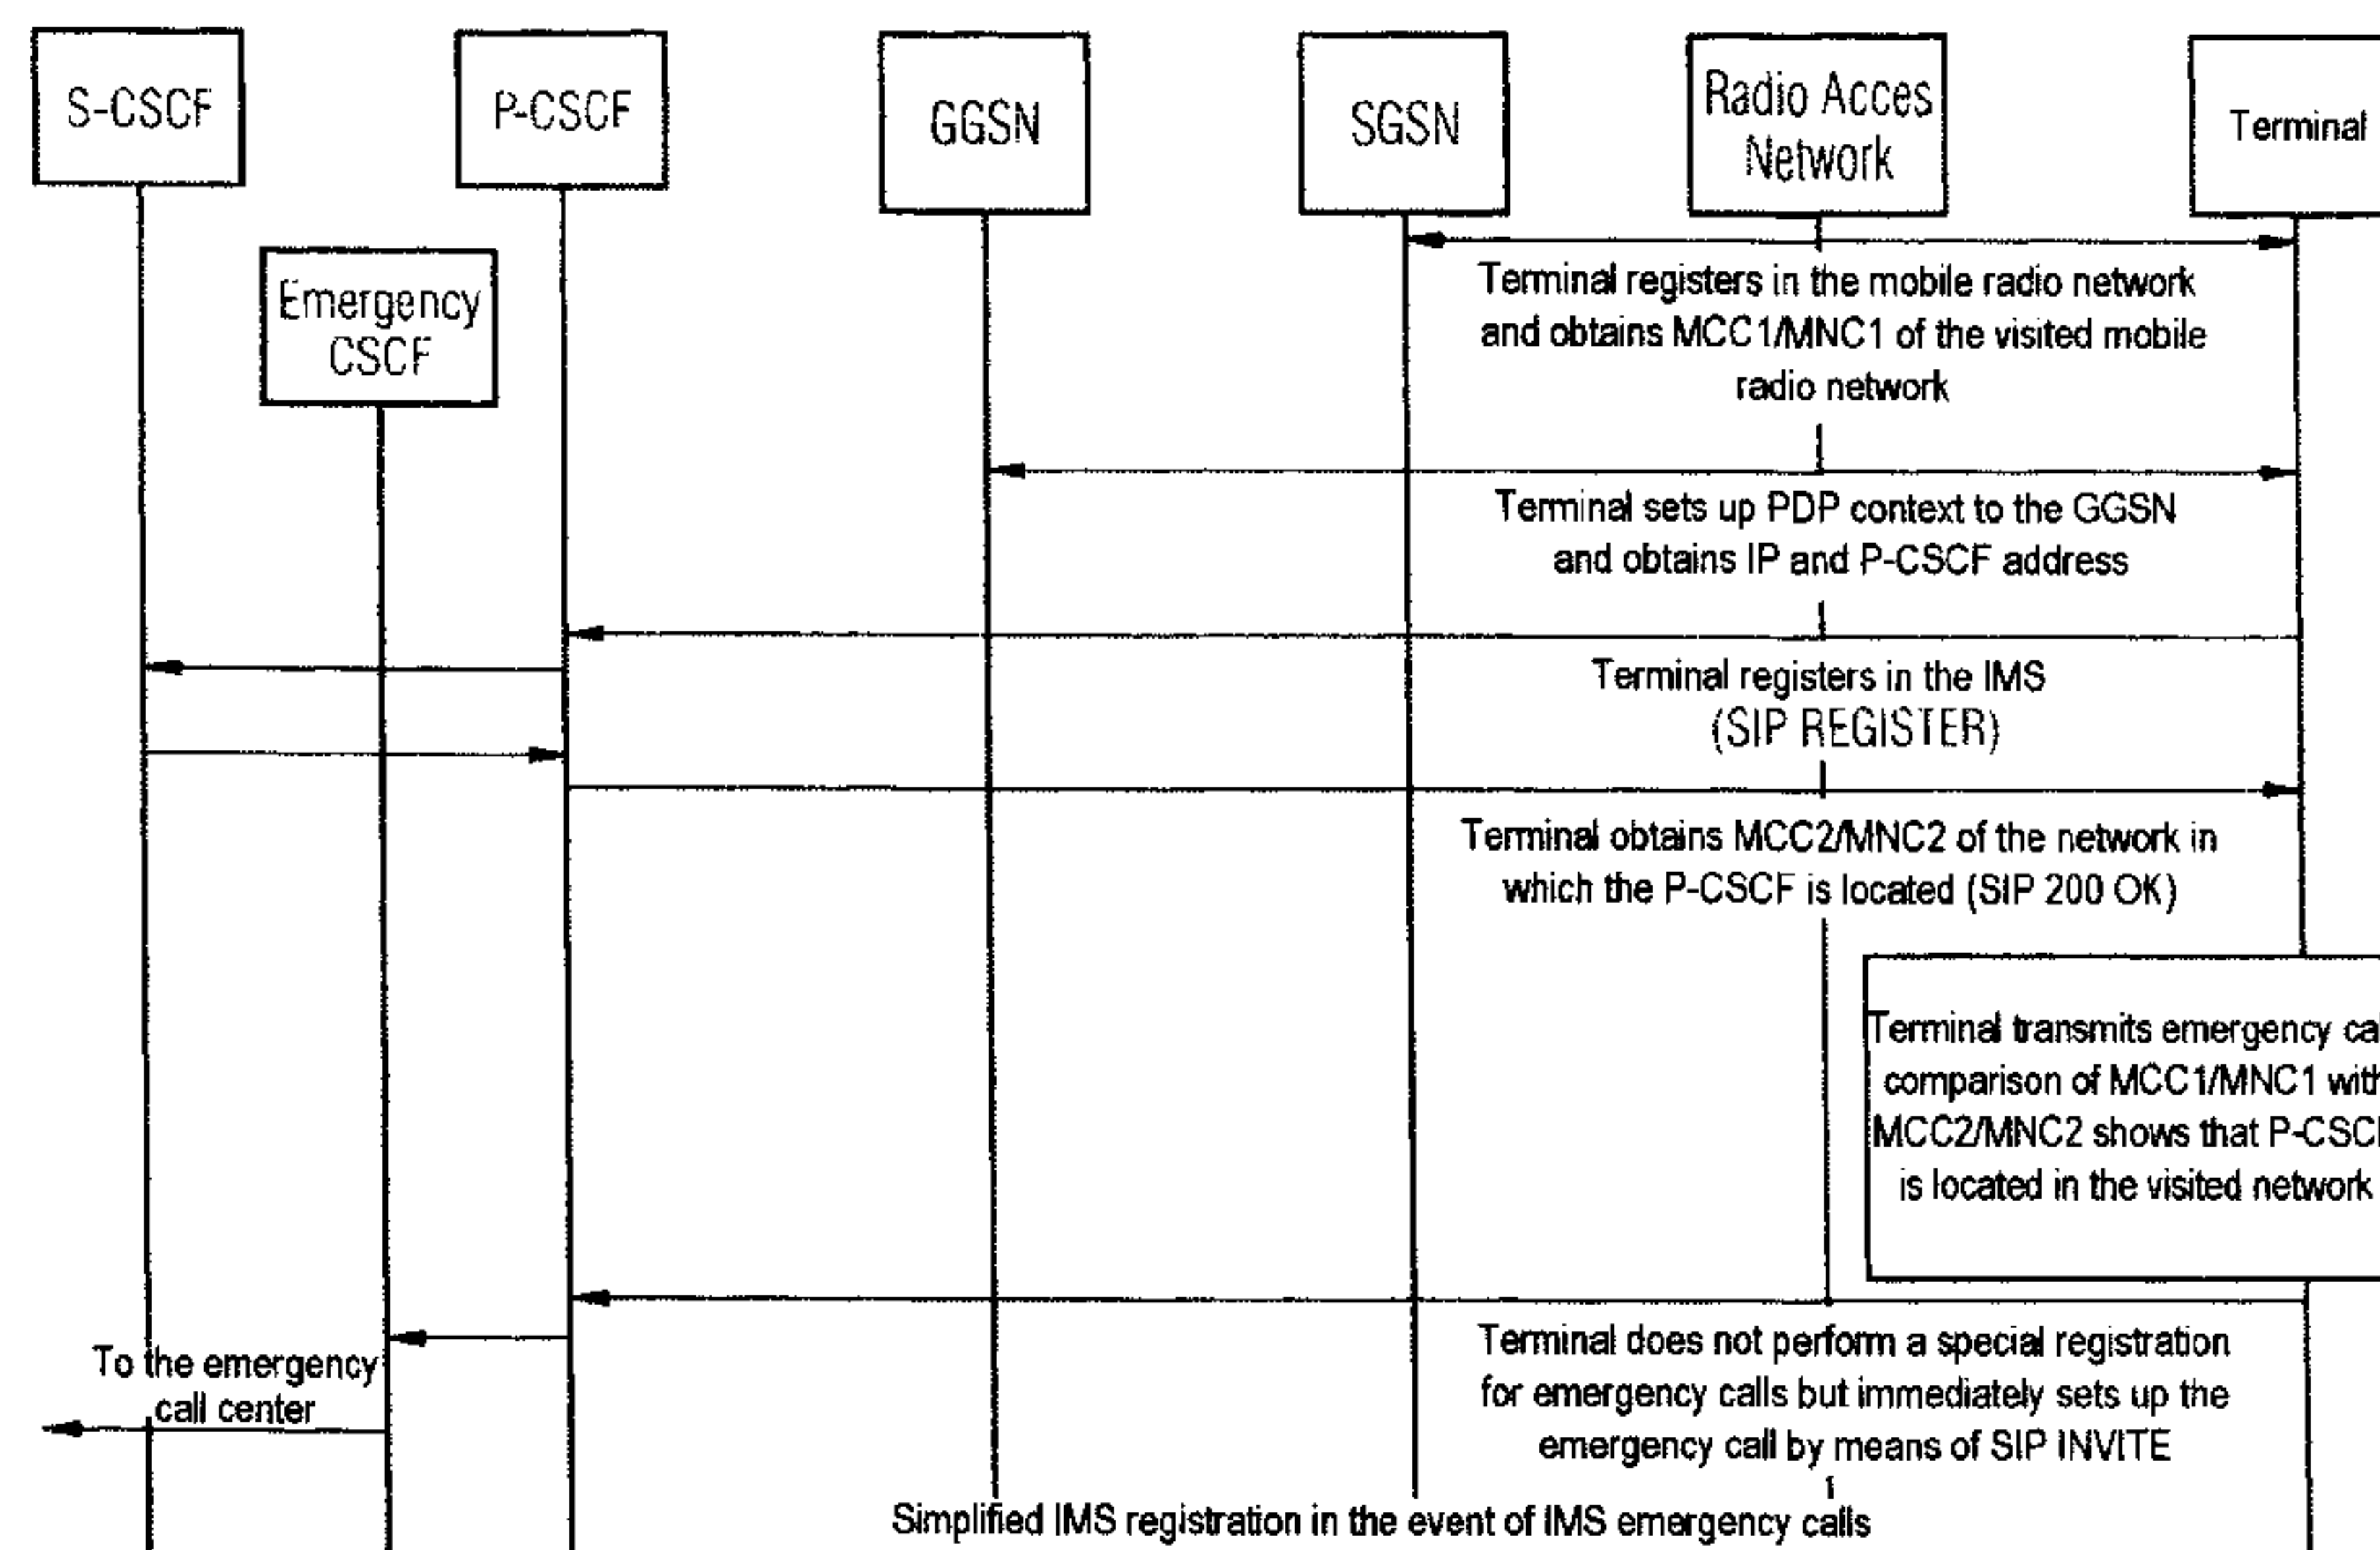 S-CSCF
P-CSCF
GGSN
SGSN
Radio Acces
Network
Terminal
Emergency
CSCF
Terminal registers in the mobile radio network
and obtains MCC1/MNC1 of the visited mobile
radio network
Terminal sets up PDP context to the GGSN
and obtains IP and P-CSCF address
Terminal registers in the IMS
(SIP REGISTER)
Terminal obtains MCC2/MNC2 of the network in
which the P-CSCF is located (SIP 200 OK)
Terminal transmits emergency
comparison of MCC1/MNC1 with
MCC2/MNC2 shows that
is located in the visited network
To the emergency
call center
Terminal does not perform a special registration
for emergency calls but immediately sets up the
emergency call by means of SIP INVITE
Simplified IMS registration in the event of IMS emergency calls